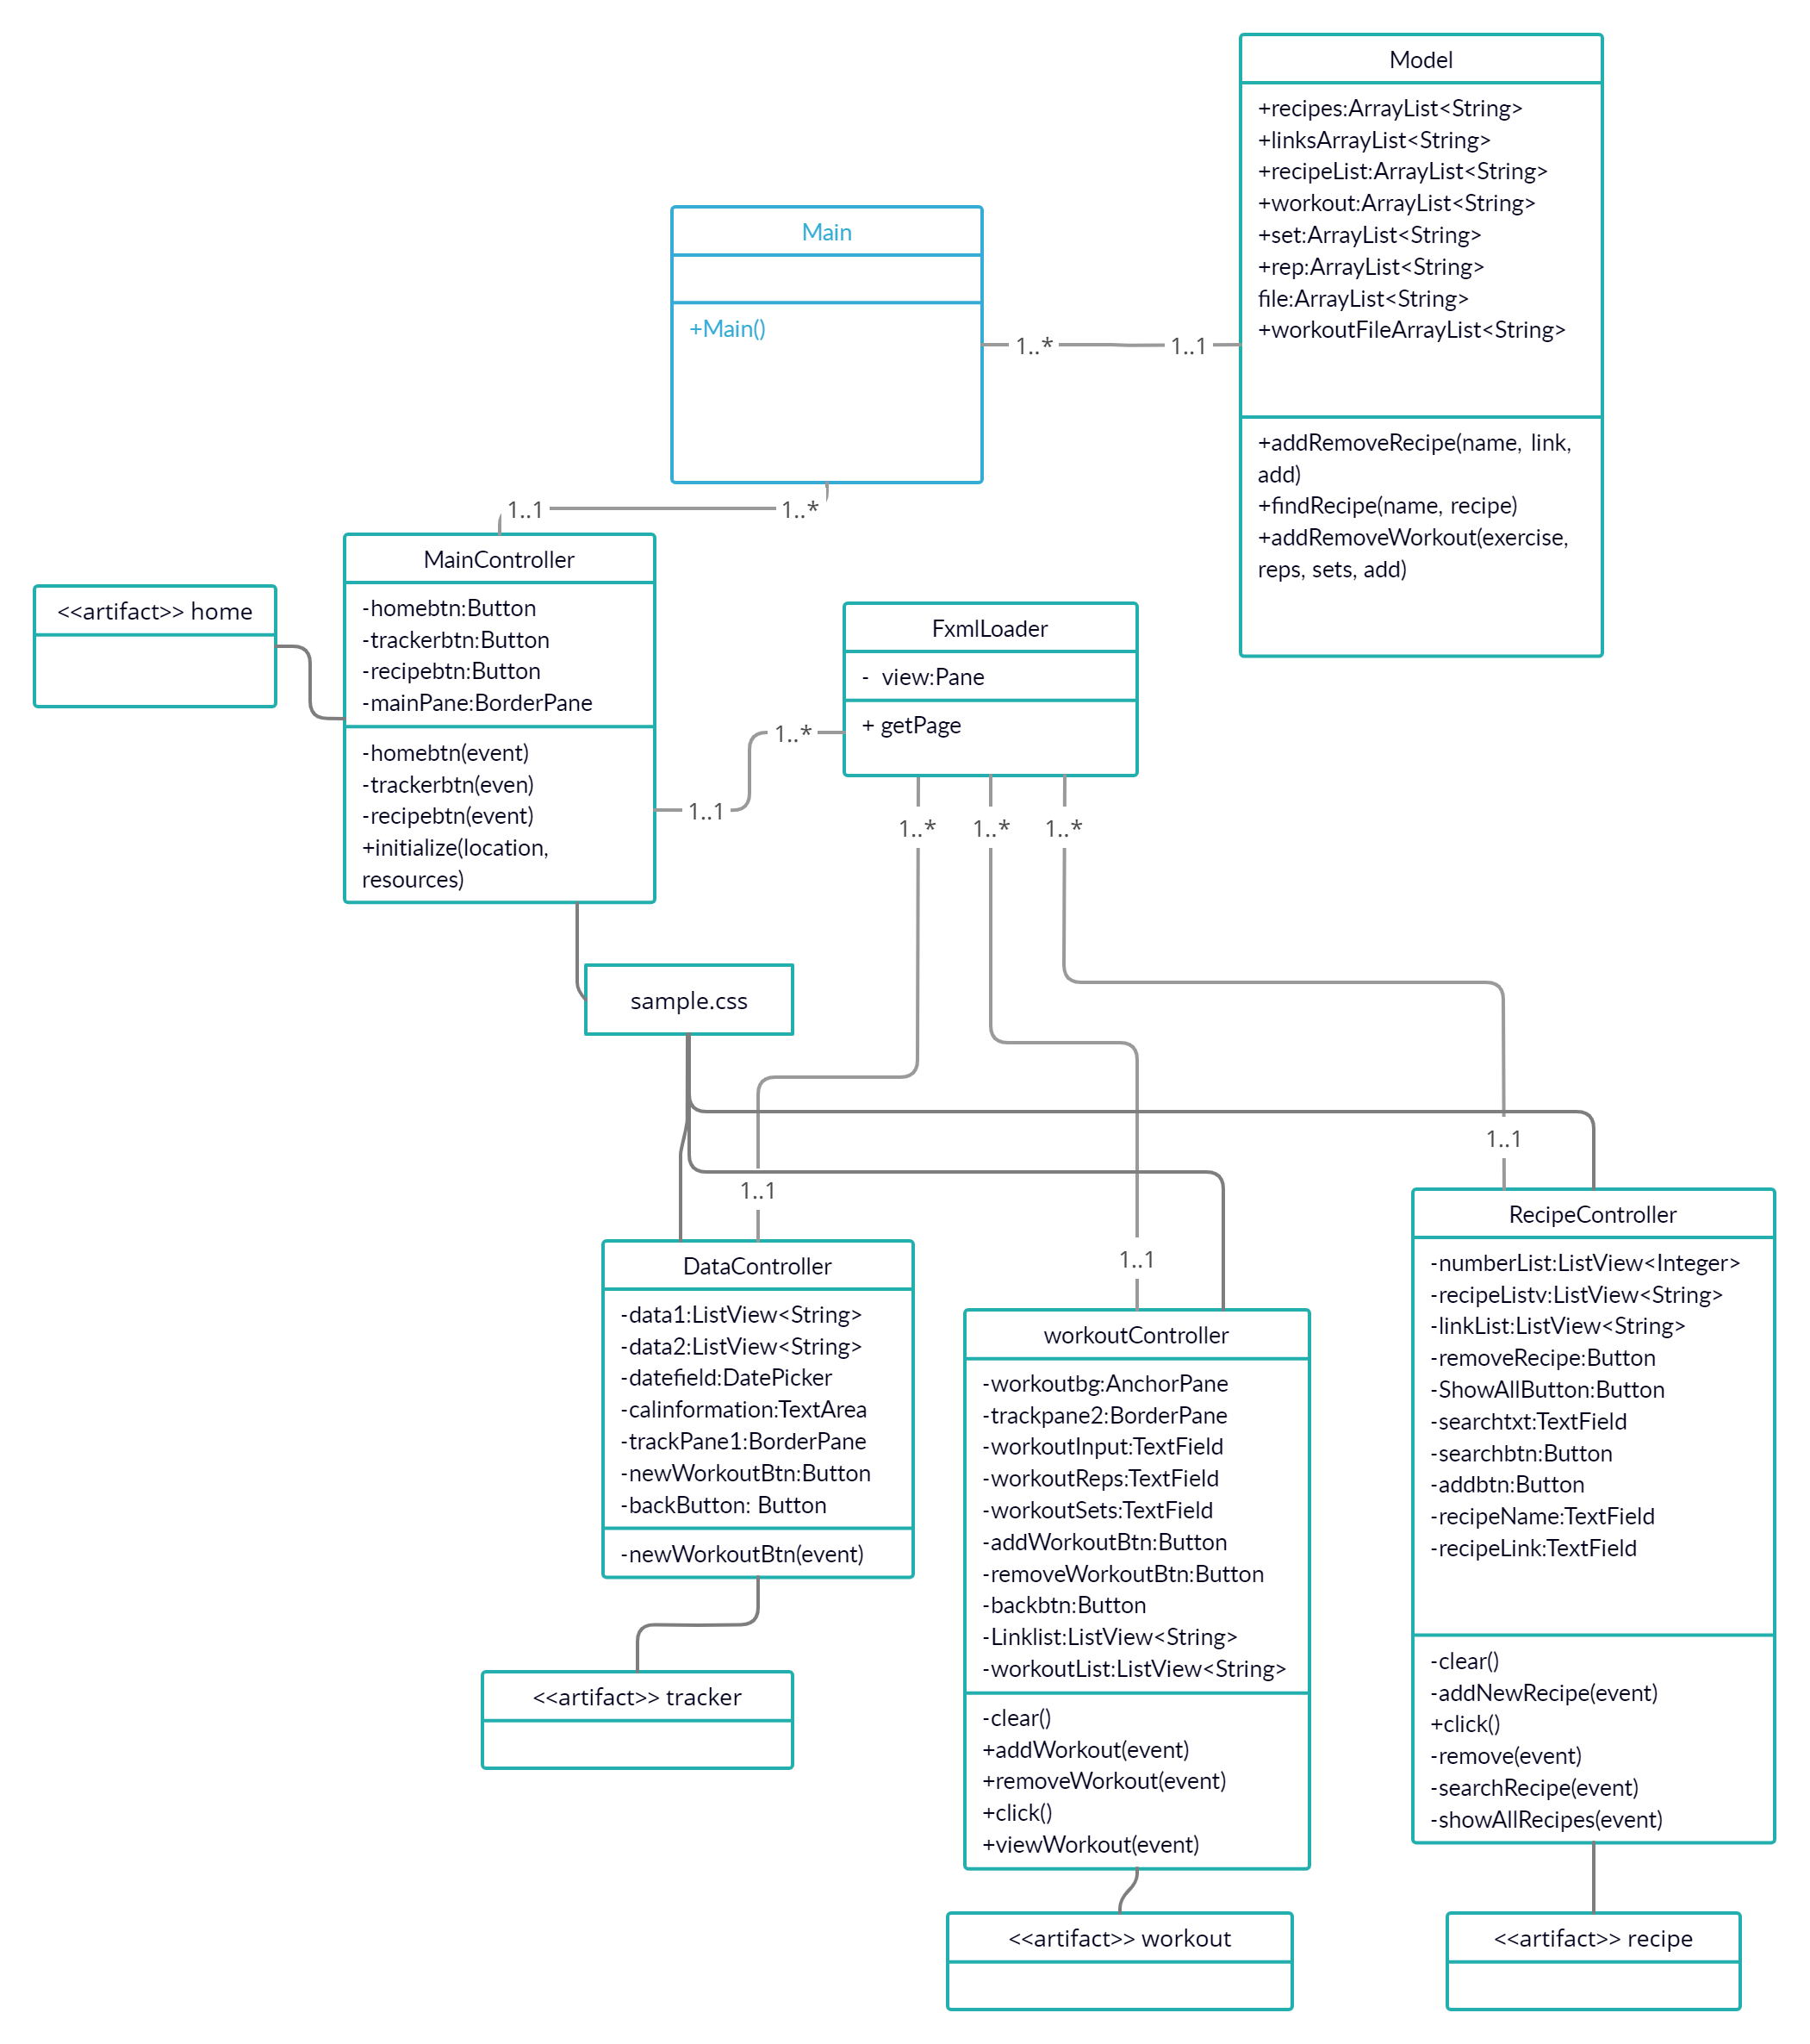 Model
+recipes:ArrayList<String>
+linksArrayList<String>
+recipeList:ArrayList<String>
+workout:ArrayList<String>
+set:ArrayList<String>
+rep:ArrayList<String>
file:ArrayList<String>
+workoutFileArrayList<String>
+addRemoveRecipe(name, link,
add)
+findRecipe(name, recipe)
+addRemoveWorkout(exercise,
reps, sets, add)
Main
+Main()
1..*
1..1
1..1
1..*
MainController
-homebtn:Button
-trackerbtn:Button
-recipebtn:Button
-mainPane:BorderPane
-homebtn(event)
-trackerbtn(even)
-recipebtn(event)
+initialize(location,
resources)
<<artifact>> home
FxmlLoader
- view:Pane
+ getPage
1..*
1..1
1..*
1..*
1..*
sample.css
1..1
1..1
1..1
DataController
-data1:ListView<String>
-data2:ListView<String>
-datefield:DatePicker
-calinformation:TextArea
-trackPane1:BorderPane
-newWorkoutBtn:Button
-backButton: Button
-newWorkoutBtn(event)
<<artifact>> tracker
workoutController
-workoutbg:AnchorPane
-trackpane2:BorderPane
-workoutInput:TextField
-workoutReps:TextField
-workoutSets:TextField
-addWorkoutBtn:Button
-removeWorkoutBtn:Button
-backbtn:Button
-Linklist:ListView<String>
-workoutList:ListView<String>
-clear()
+addWorkout(event)
+removeWorkout(event)
+click()
+viewWorkout(event)
<<artifact>> workout
RecipeController
-numberList:ListView<Integer>
-recipeListv:ListView<String>
-linkList:ListView<String>
-removeRecipe:Button
-ShowAllButton:Button
-searchtxt:TextField
-searchbtn:Button
-addbtn:Button
-recipeName:TextField
-recipeLink:TextField
-clear()
-addNewRecipe(event)
+click()
-remove(event)
-searchRecipe(event)
-showAllRecipes(event)
<<artifact>> recipe